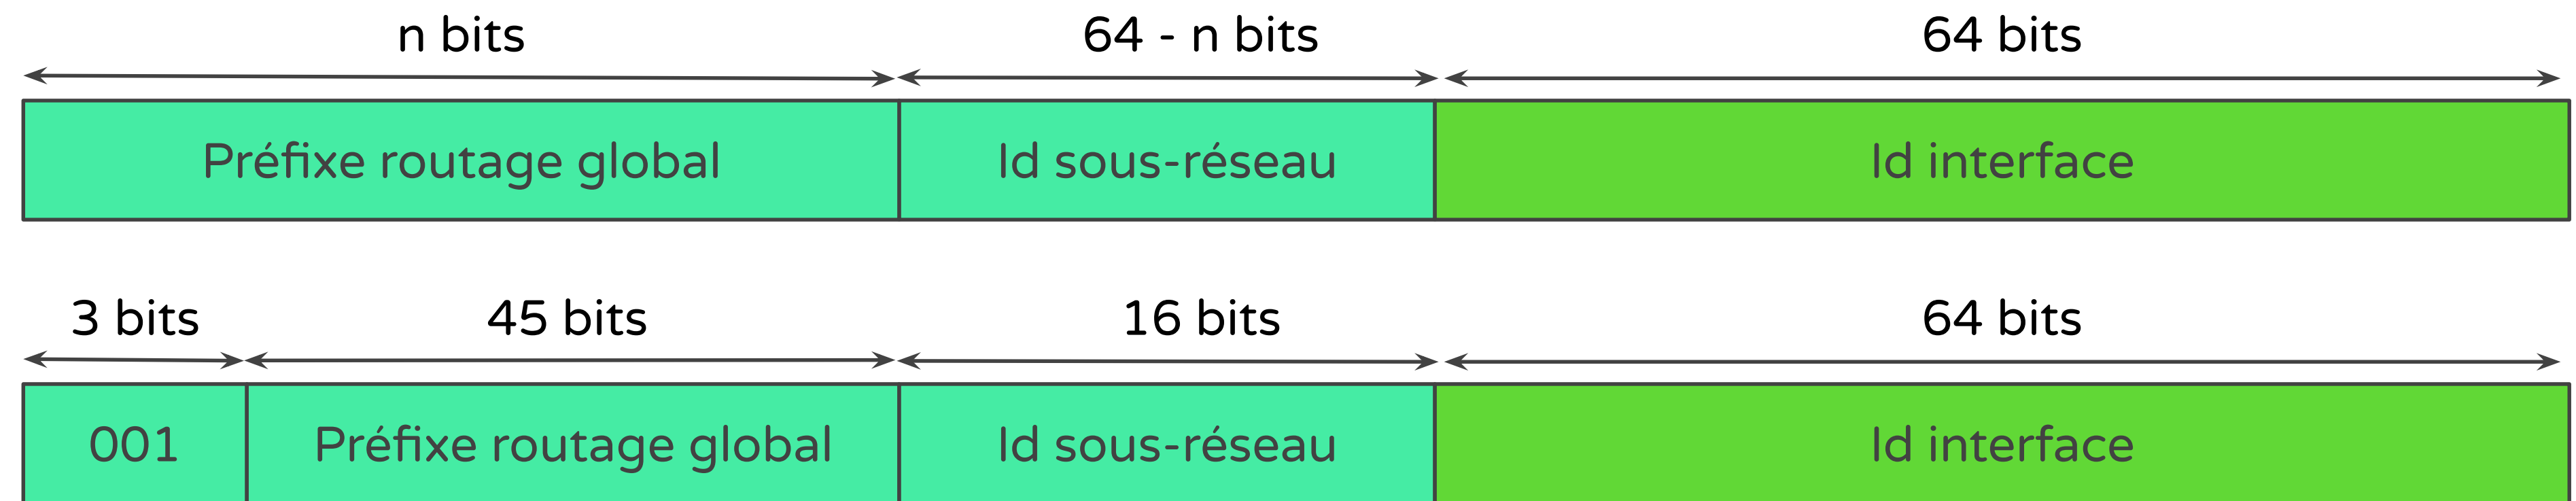 n bits 64 - n bits 64 bits
Préfixe routage global Id sous-réseau Id interface
3 bits 45 bits 16 bits 64 bits
001 Préfixe routage global Id sous-réseau Id interface